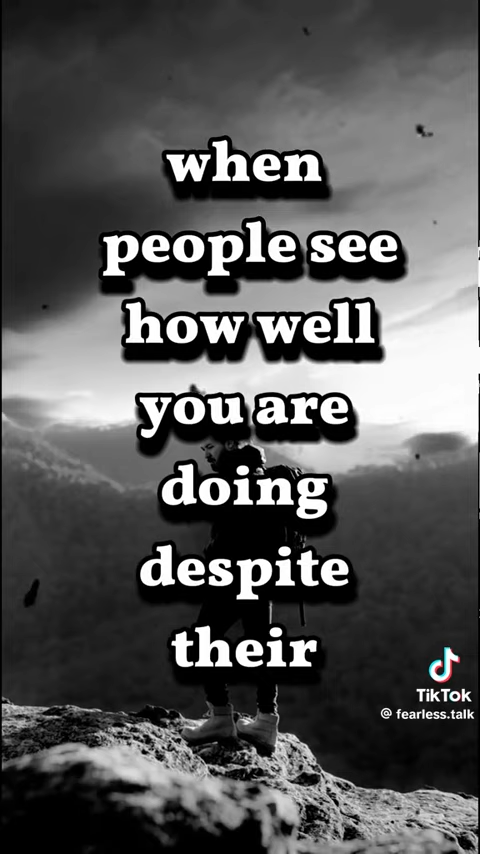 when
people see
how well
you are
doing
despite
their
TikTok
@ fearless.talk